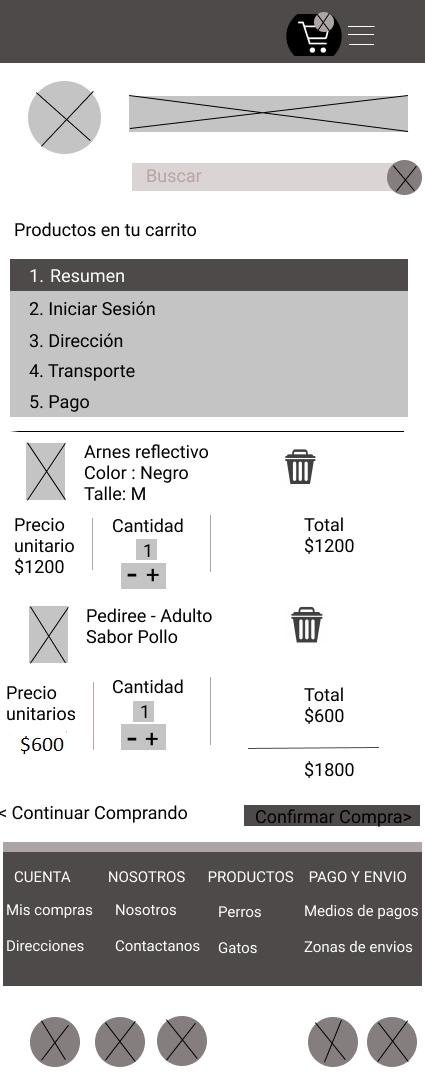 Buscar
Productos en tu carrito
1. Resumen
2. Iniciar Sesión
3. Dirección
4. Transporte
5. Pago
Arnes reflectivo
Color : Negro
Talle: M
Precio
unitario
$1200
Cantidad
1
- +
Total
$1200
Pediree - Adulto
Sabor Pollo
Precio
unitarios
$600
Cantidad
1
- +
Total
$600
$1800
< Continuar Comprando
Confirmar Compra>
CUENTA NOSOTROS PRODUCTOS PAGO Y ENVIO
Mis compras Nosotros Perros Medios de pagos
Direcciones Contactanos Gatos Zonas de envios